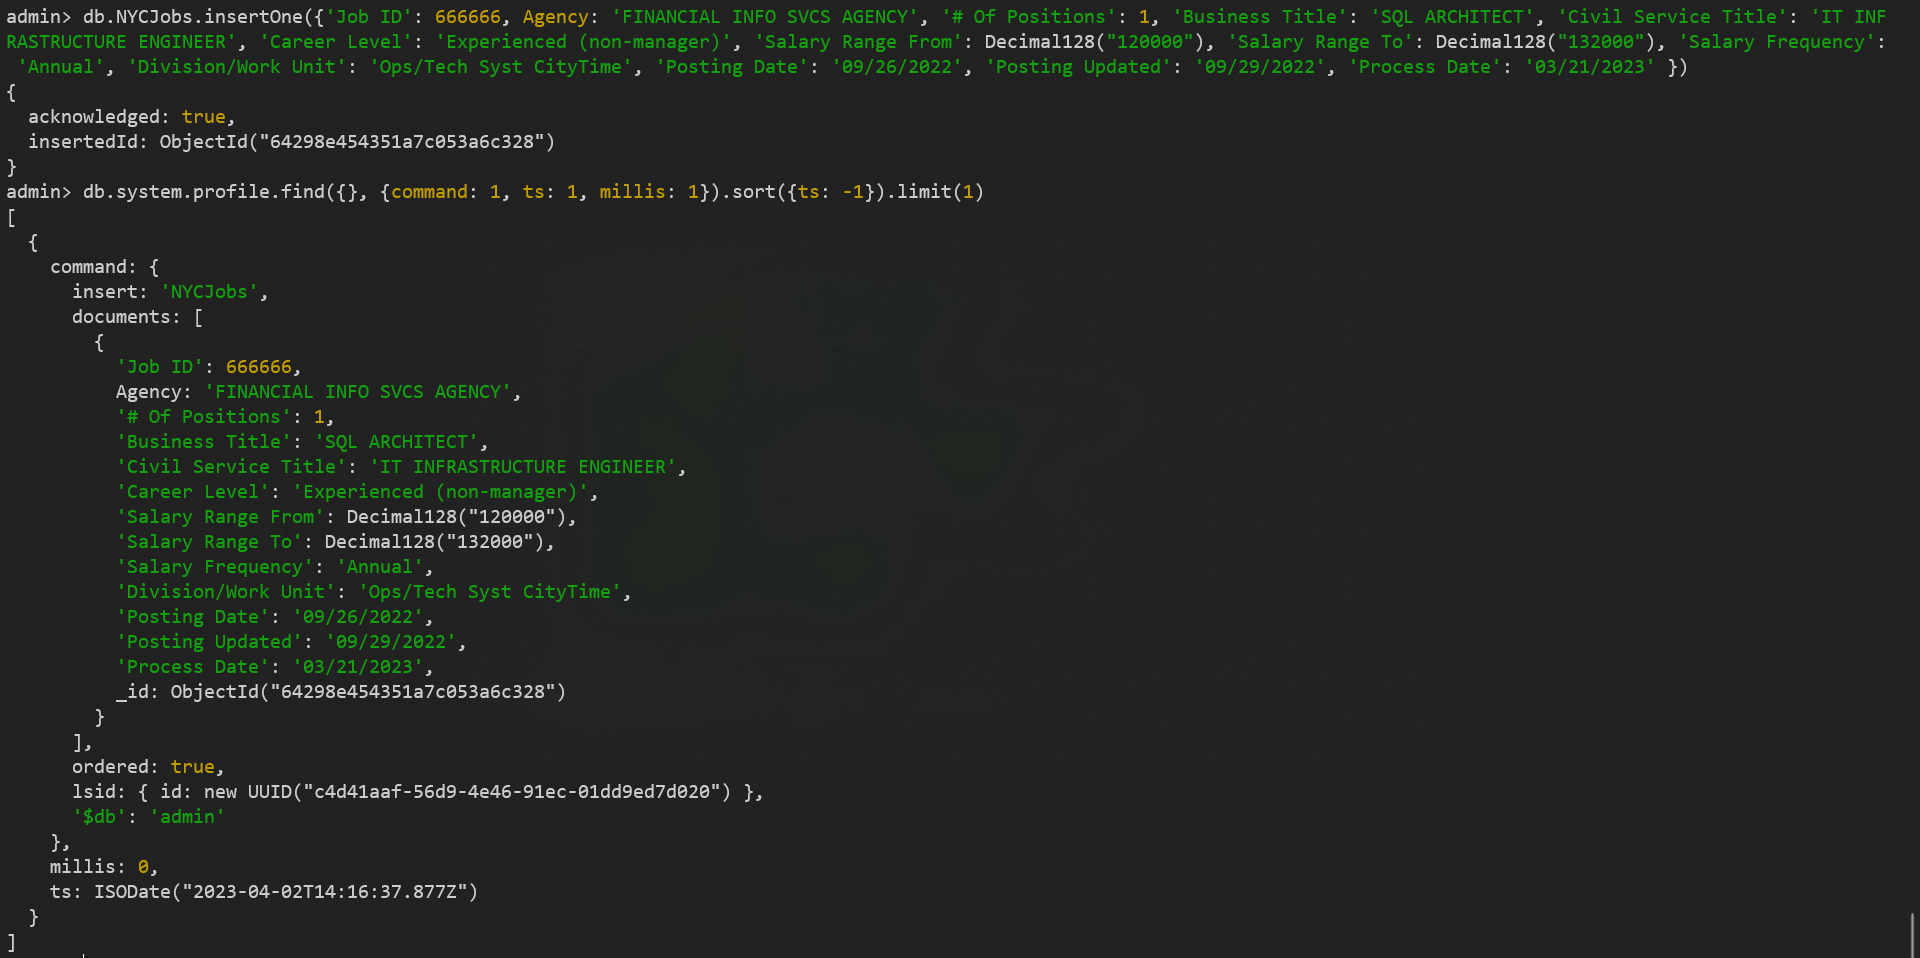 admin> db.NYCJobs.insertOne({'Job ID': 666666, Agency: 'FINANCIAL INFO SVCS AGENCY', '# Of Positions': 1, 'Business Title': 'SQL ARCHITECT', 'Civil Service Title': 'IT INF
RASTRUCTURE ENGINEER', 'Career Level': 'Experienced (non-manager)', 'Salary Range From': Decimal128("120000"), 'Salary Range To': Decimal128("132000"), 'Salary Frequency':
 'Annual', 'Division/Work Unit': 'Ops/Tech Syst CityTime', 'Posting Date': '09/26/2022', 'Posting Updated': '09/29/2022', 'Process Date': '03/21/2023' })
{
  acknowledged: true,
  insertedId: ObjectId("64298e454351a7c053a6c328")
}
admin> db.system.profile.find({}, {command: 1, ts: 1, millis: 1}).sort({ts: -1}).limit(1)
[
  {
    command: {
      insert: 'NYCJobs',
      documents: [
        {
          'Job ID': 666666,
          Agency: 'FINANCIAL INFO SVCS AGENCY',
          '# Of Positions': 1,
          'Business Title': 'SQL ARCHITECT',
          'Civil Service Title': 'IT INFRASTRUCTURE ENGINEER',
          'Career Level': 'Experienced (non-manager)',
          'Salary Range From': Decimal128("120000"),
          'Salary Range To': Decimal128("132000"),
          'Salary Frequency': 'Annual',
          'Division/Work Unit': 'Ops/Tech Syst CityTime',
          'Posting Date': '09/26/2022',
          'Posting Updated': '09/29/2022',
          'Process Date': '03/21/2023',
          _id: ObjectId("64298e454351a7c053a6c328")
        }
      ],
      ordered: true,
      lsid: { id: new UUID("c4d41aaf-56d9-4e46-91ec-01dd9ed7d020") },
      '$db': 'admin'
    },
    millis: 0,
    ts: ISODate("2023-04-02T14:16:37.877Z")
  }
]